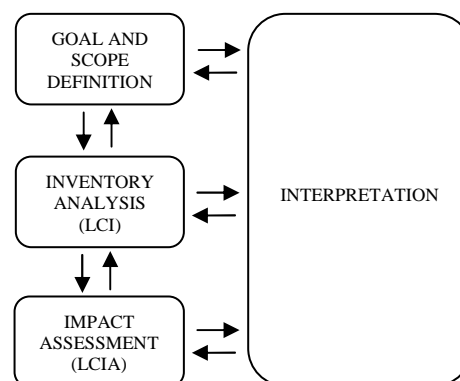 GOAL AND
SCOPE
DEFINITION
INVENTORY
ANALYSIS
(LCI)
INTERPRETATION
IMPACT
ASSESSMENT
(LCIA)